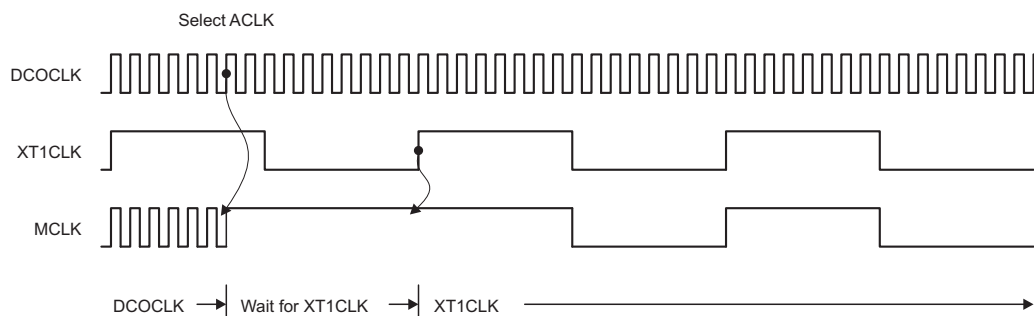 Select ACLK
DCOCLK
XT1CLK
MCLK
DCOCLK Wait for XT1CLK XT1CLK